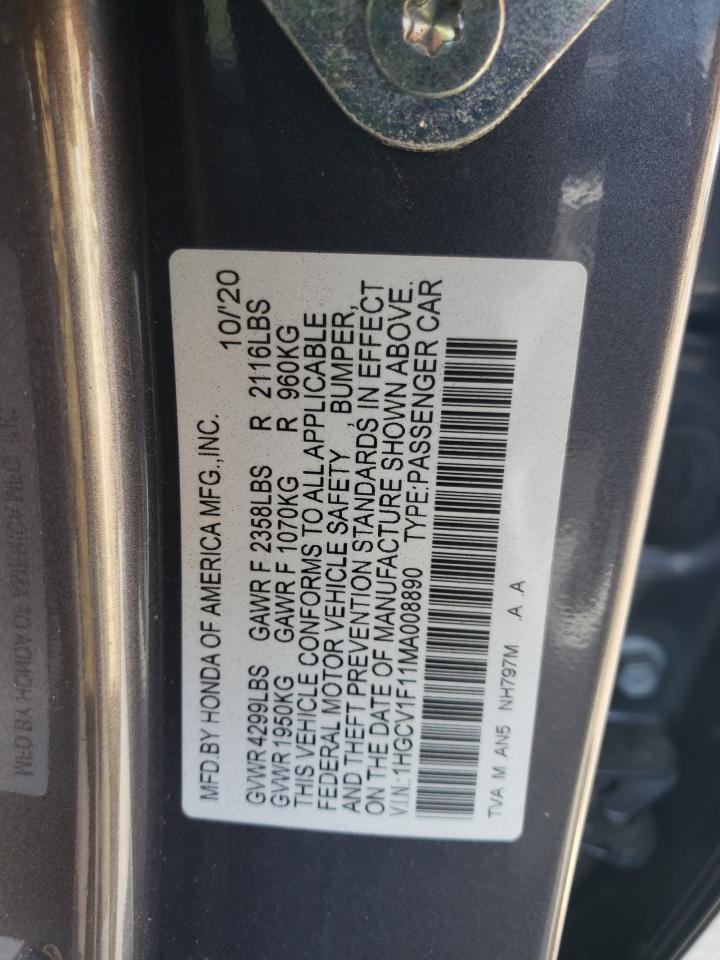 MFD.BY HONDA OF AMERICA MFG.,INC. 10/'20
GVWR 4299LBS GAWR F 2358LBS R 2116LBS
GVWR 1950KG GAWR F 1070KG R 960KG
THIS VEHICLE CONFORMS TO ALL APPLICABLE
FEDERAL MOTOR VEHICLE SAFETY, BUMPER,
AND THEFT PREVENTION STANDARDS, IN EFFECT
ON THE DATE OF MANUFACTURE SHOWN ABOVE.
V.I.N.:1HGCV1F11MA008890 TYPE:PASSENGER CAR
TVA M AN5 NH797M A .A